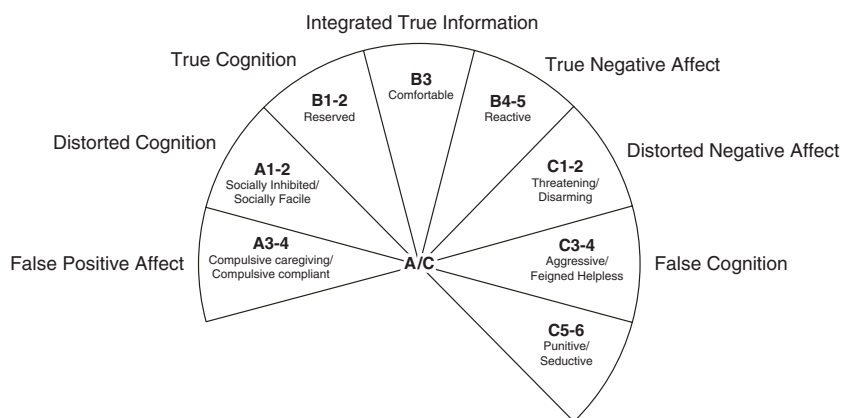 Integrated True Information
True Cognition
True Negative Affect
B3
Comfortable
B1-2
Reserved
B4-5
Reactive
Distorted Cognition
Distorted Negative Affect
A1-2
Socially Inhibited/
Socially Facile
C1-2
Threatening/
Disarming
False Positive Affect
A3-4
Compulsive caregiving/
Compulsive compliant
A/C
C3-4
Aggressive/
Feigned Helpless
False Cognition
C5-6
Punitive/
Seductive